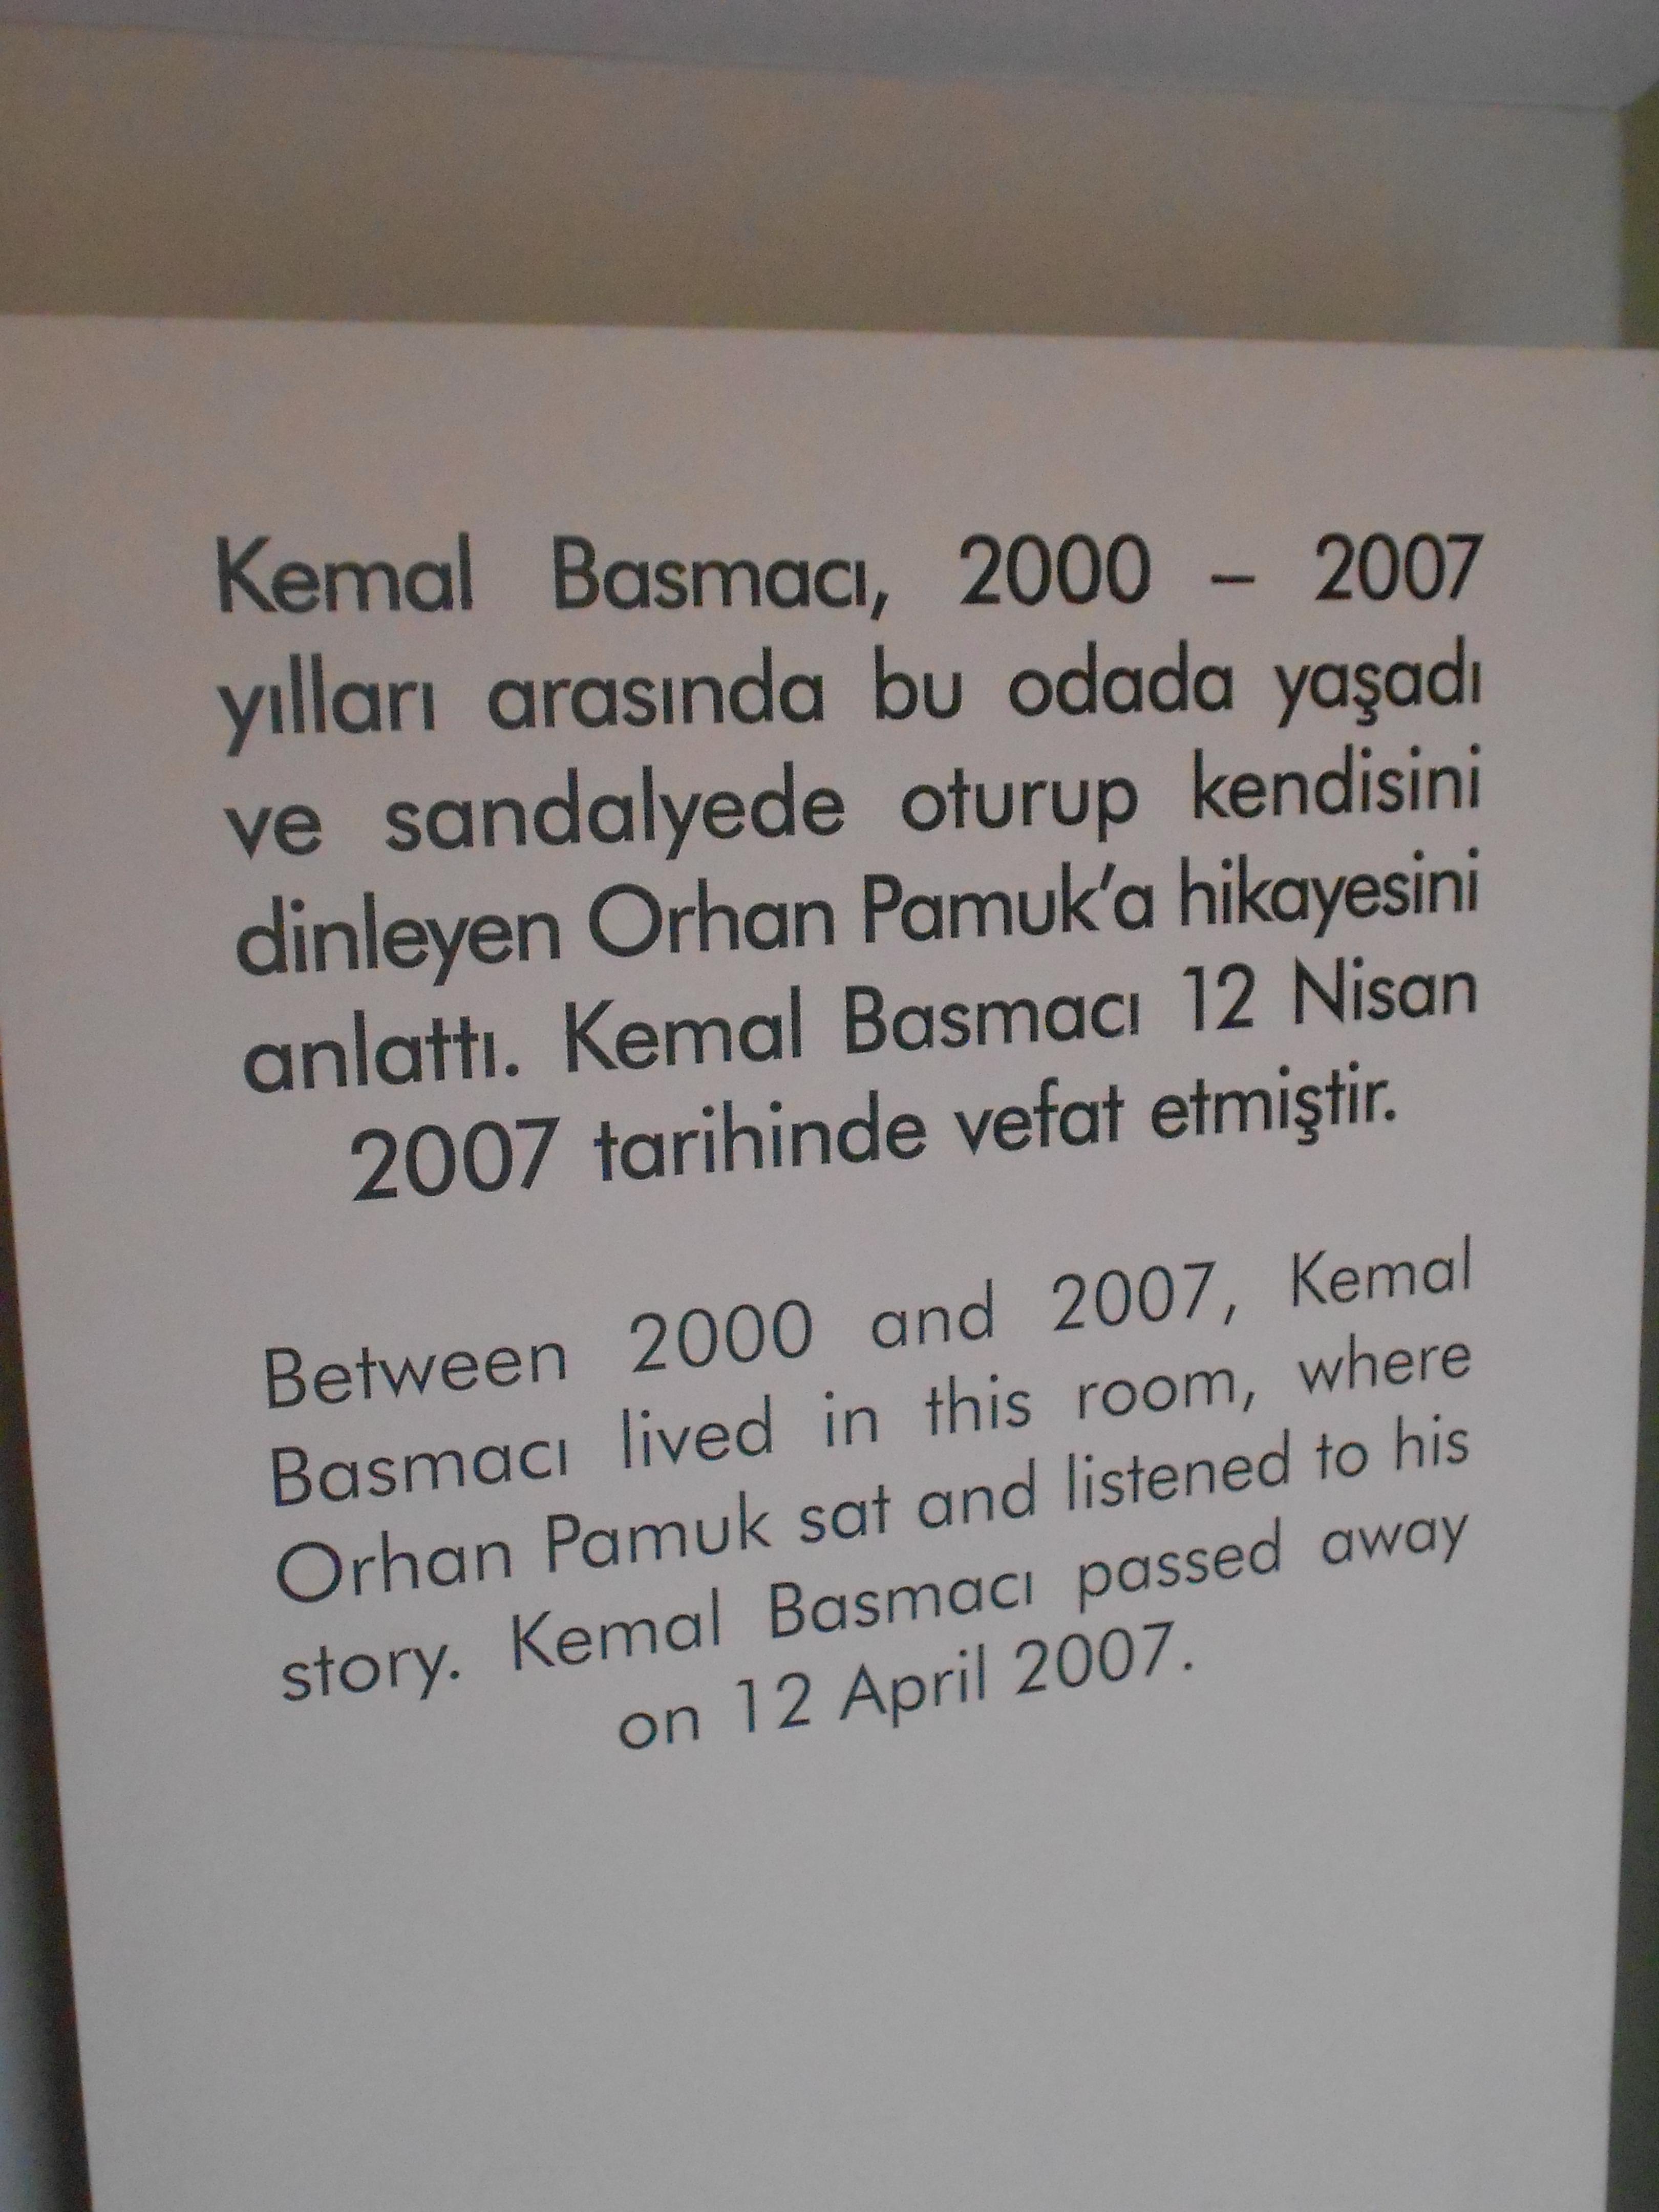 Kemal Basmacı, 2000 – 2007
yılları arasında bu odada yaşadı
ve sandalyede oturup kendisini
dinleyen Orhan Pamuk’a hikayesini
anlattı. Kemal Basmacı 12 Nisan
2007 tarihinde vefat etmiştir.
Between 2000 and 2007, Kemal
Basmacı lived in this room, where
Orhan Pamuk sat and listened to his
story. Kemal Basmacı passed away
on 12 April 2007.